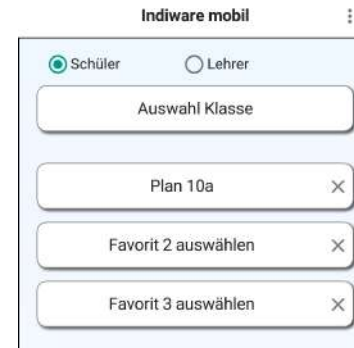 Indiware mobil
Schüler Lehrer
Auswahl Klasse
Plan 10a
Favorit 2 auswählen
Favorit 3 auswählen